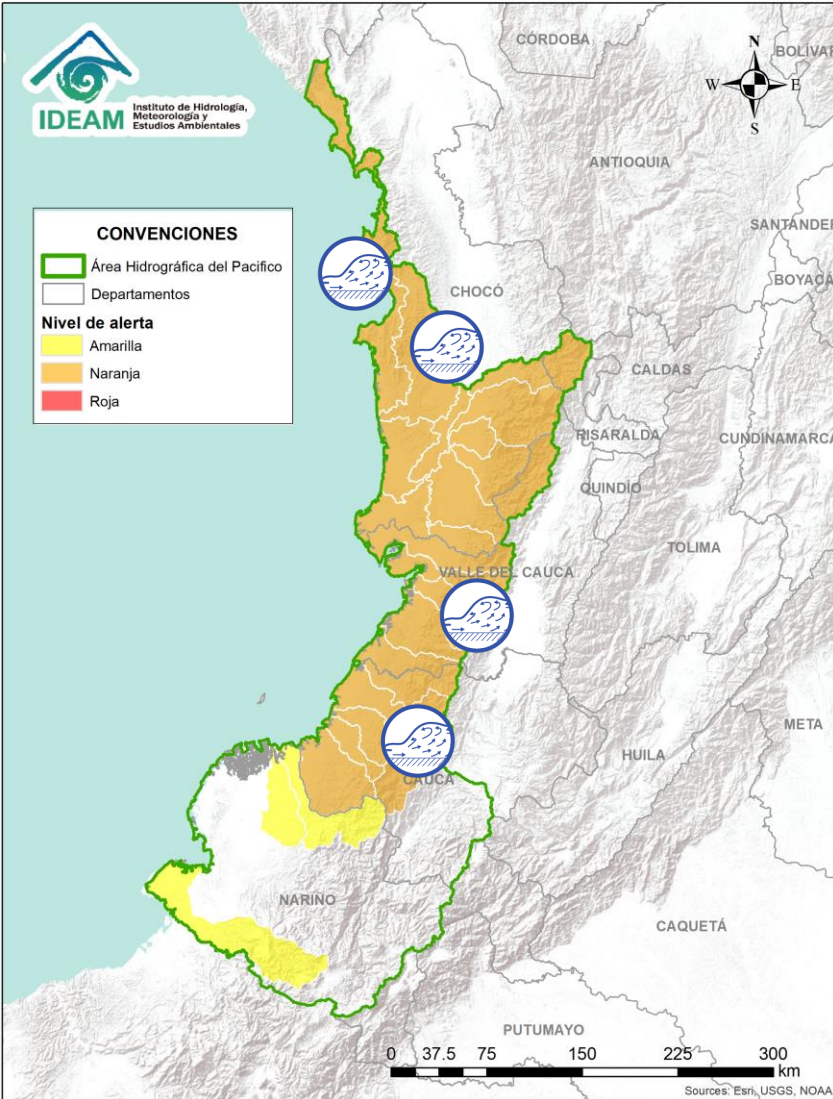 IDEAM
Instituto de Hidrología,
Meteorología y
Estudios Ambientales
CÓRDOBA
BOLÍVAR
N
W
E
S
ANTIOQUIA
SANTANDER
BOYACÁ
CONVENCIONES
Área Hidrográfica del Pacifico
Departamentos
Nivel de alerta
Amarilla
Naranja
Roja
CHOCÓ
CALDAS
RISARALDA
CUNDINAMARCA
QUINDÍO
TOLIMA
VALLE DEL CAUCA
META
HUILA
CAUCA
NARIÑO
CAQUETÁ
PUTUMAYO
0 37.5 75 150 225 300
km
Sources: Esri, USGS, NOAA